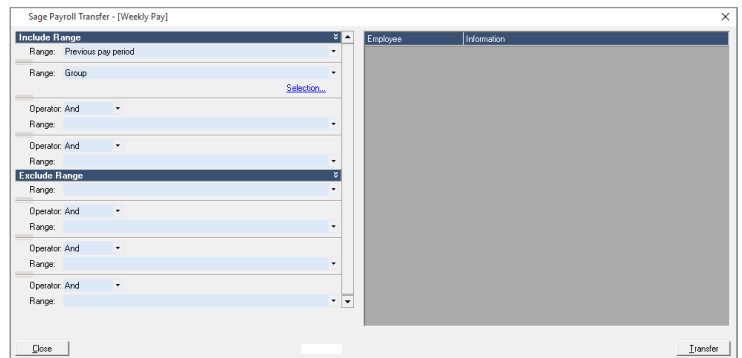 Sage Payroll Transfer - [Weekly Pay]
Include Range
Range: Previous pay period
Range: Group
Selection...
Operator: And
Range:
Operator: And
Range:
Exclude Range
Range:
Operator: And
Range:
Operator: And
Range:
Operator: And
Range:
Employee Information
Close
Transfer